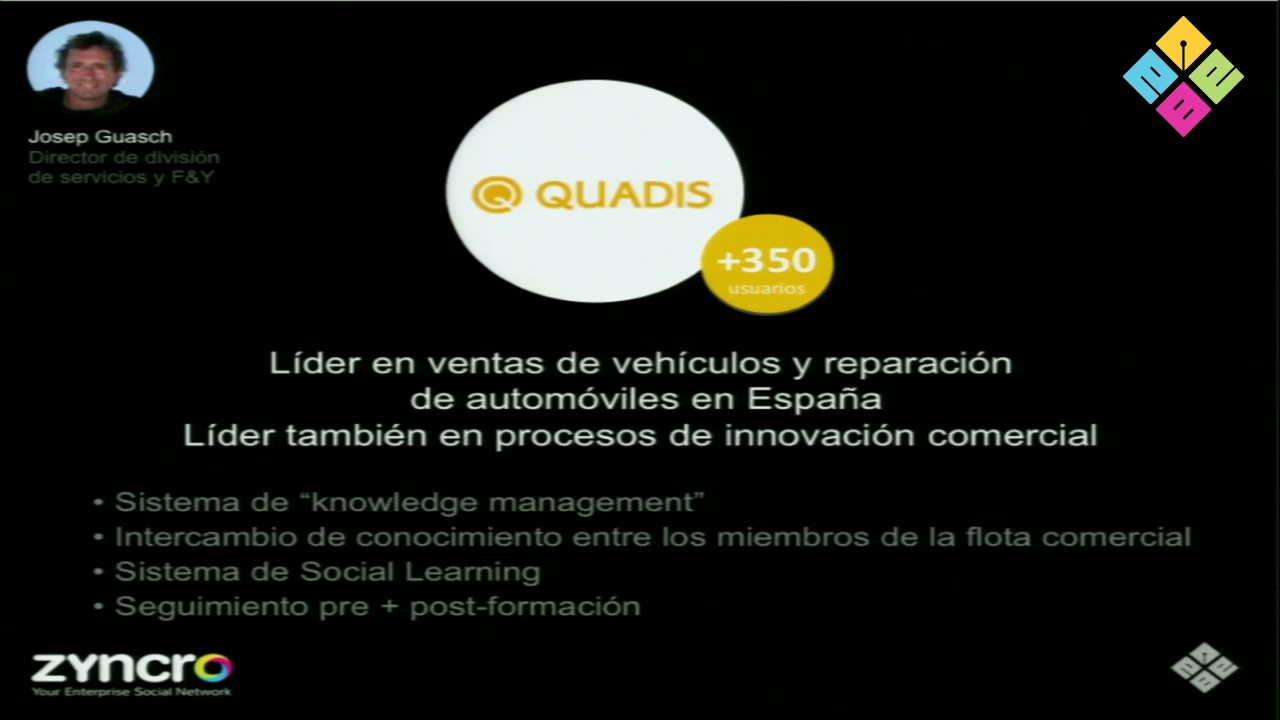 Josep Guasch
Director de división
de servicios y F&Y
QUADIS
+350
usuarios
Líder en ventas de vehículos y reparación
de automóviles en España
Líder también en procesos de innovación comercial
• Sistema de “knowledge management”
• Intercambio de conocimiento entre los miembros de la flota comercial
• Sistema de Social Learning
• Seguimiento pre + post-formación
zyncro
Your Enterprise Social Network